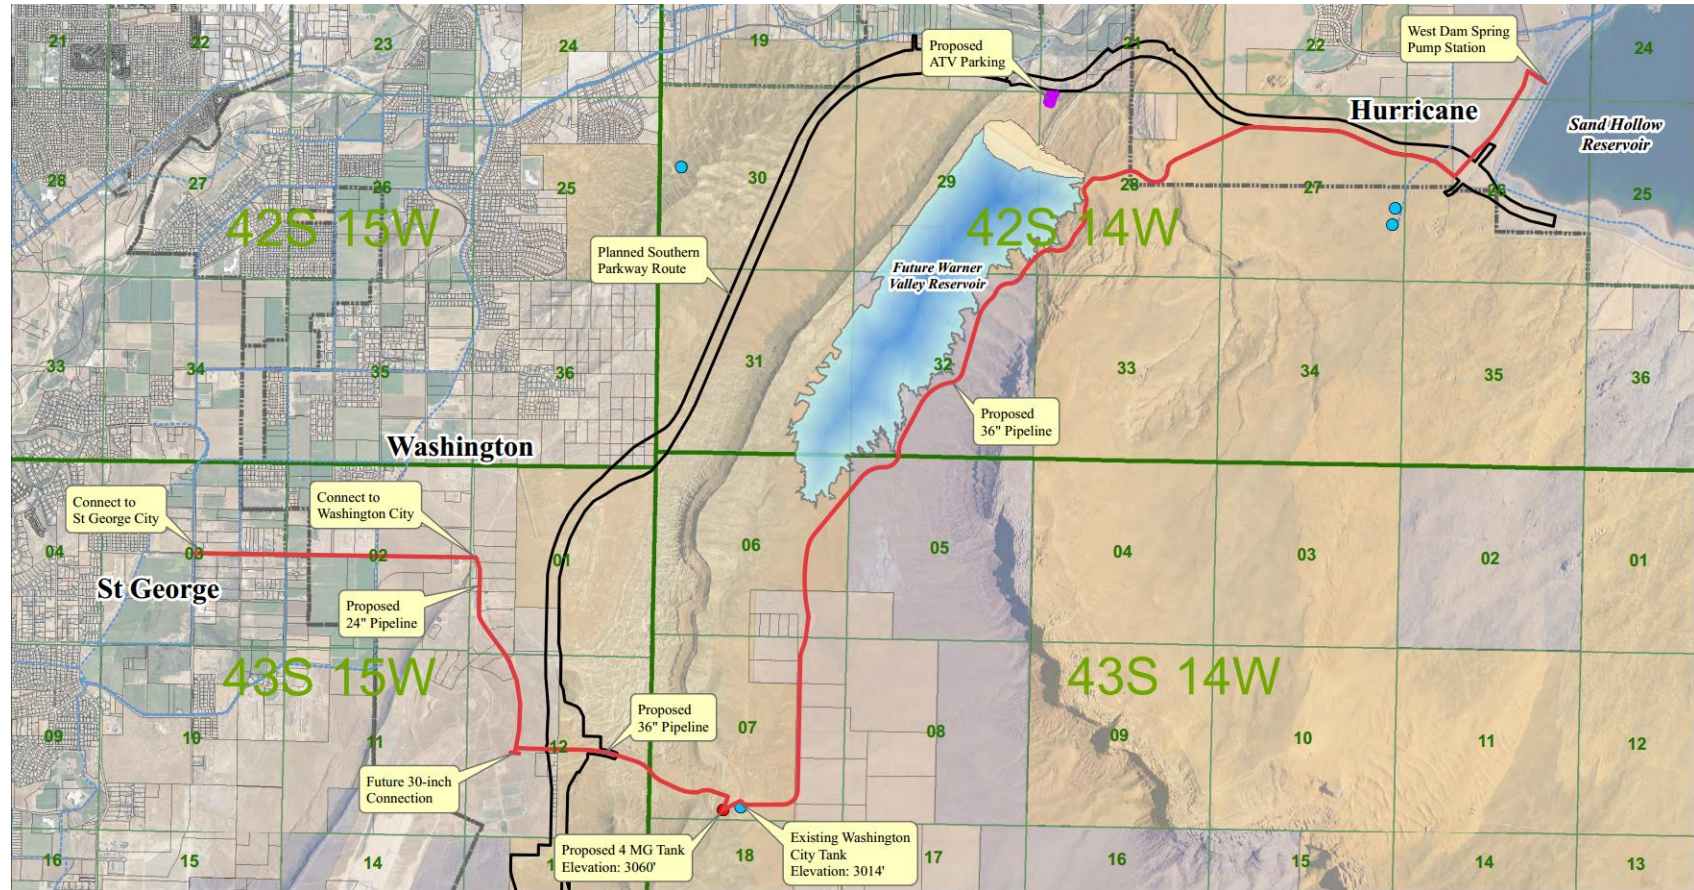 21
22
23
24
19
Proposed
ATV Parking
21
22
West Dam Spring
Pump Station
24
Hurricane
Sand Hollow
Reservoir
28
27
26
25
30
29
28
27
26
25
42S 15W
42S 14W
Planned Southern
Parkway Route
Future Warner
Valley Reservoir
33
34
35
36
31
32
33
34
35
36
Proposed
36" Pipeline
Washington
Connect to
St George City
Connect to
Washington City
04
03
02
01
06
05
04
03
02
01
St George
Proposed
24" Pipeline
43S 15W
43S 14W
Proposed
36" Pipeline
09
10
11
12
07
08
09
10
11
12
Future 30-inch
Connection
Proposed 4 MG Tank
Elevation: 3060'
Existing Washington
City Tank
Elevation: 3014'
16
15
14
18
17
16
15
14
13